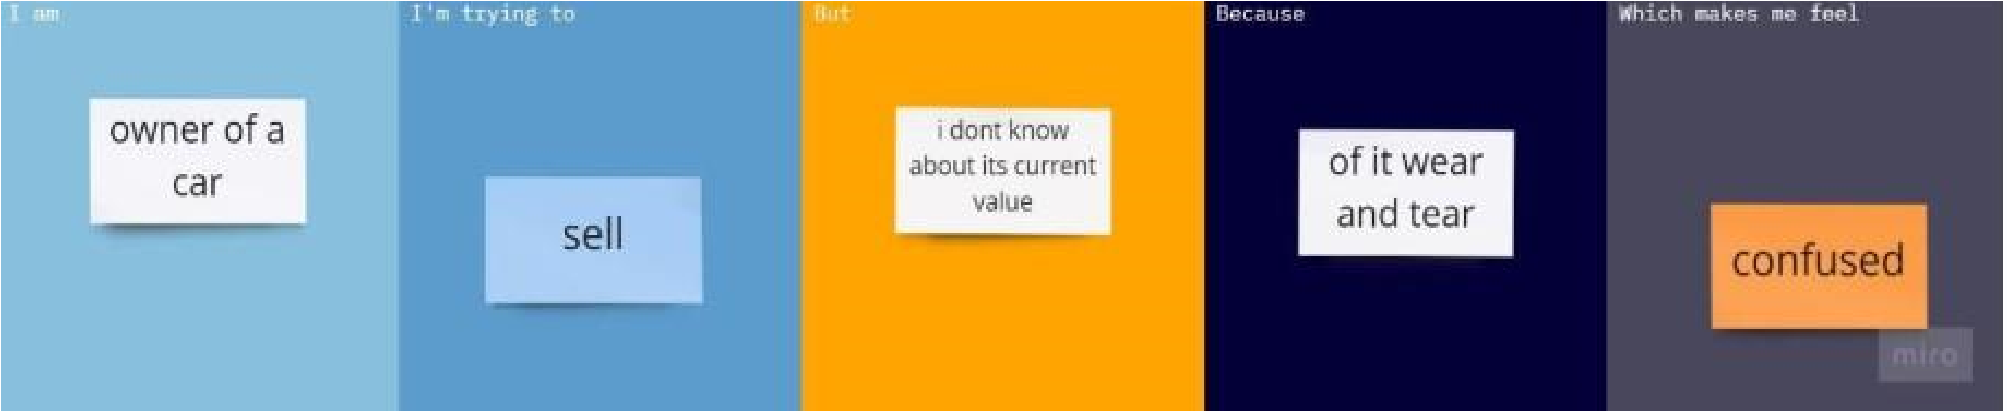 I am
owner of a
car
I'm trying to
sell
But
i dont know
about its current
value
Because
of it wear
and tear
Which makes me feel
confused
miro